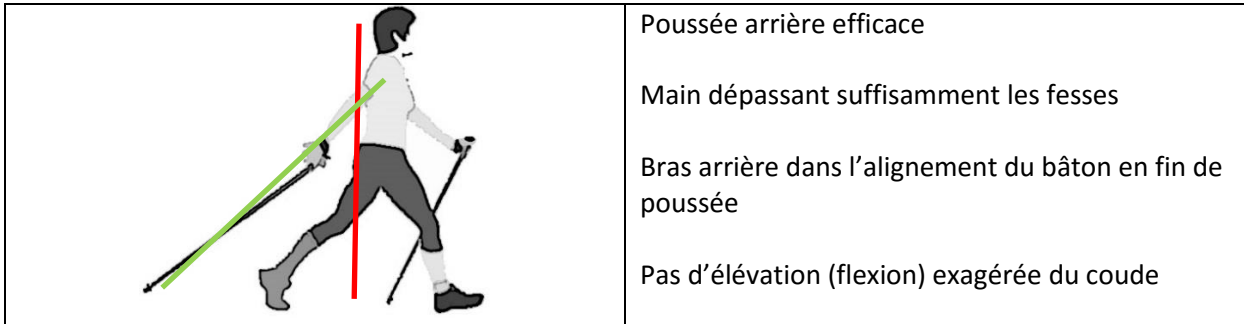 Poussée arrière efficace
Main dépassant suffisamment les fesses
Bras arrière dans l’alignement du bâton en fin de
poussée
Pas d’élévation (flexion) exagérée du coude